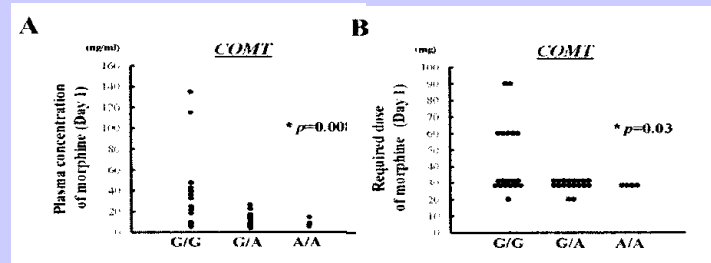 A
(ng/ml)
COMT
160
140
120
100
80
60
40
20
0
Plasma concentration
of morphine (Day 1)
* p=0.008
G/G G/A A/A
B
(mg)
COMT
100
90
80
70
60
50
40
30
20
10
0
Required dose
of morphine (Day 1)
* p=0.03
G/G G/A A/A